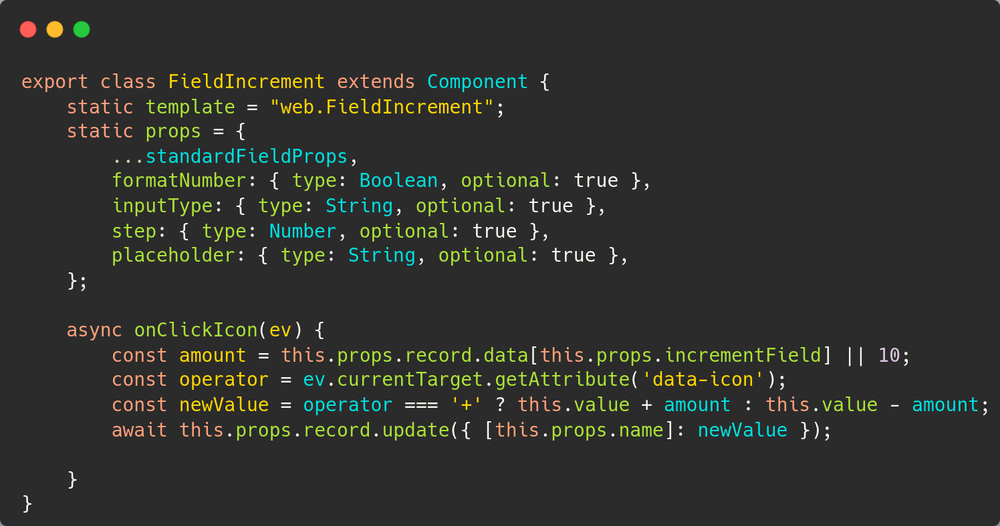 export class FieldIncrement extends Component {
    static template = "web.FieldIncrement";
    static props = {
        ...standardFieldProps,
        formatNumber: { type: Boolean, optional: true },
        inputType: { type: String, optional: true },
        step: { type: Number, optional: true },
        placeholder: { type: String, optional: true },
    };

    async onClickIcon(ev) {
        const amount = this.props.record.data[this.props.incrementField] || 10;
        const operator = ev.currentTarget.getAttribute('data-icon');
        const newValue = operator === '+' ? this.value + amount : this.value - amount;
        await this.props.record.update({ [this.props.name]: newValue });

    }
}